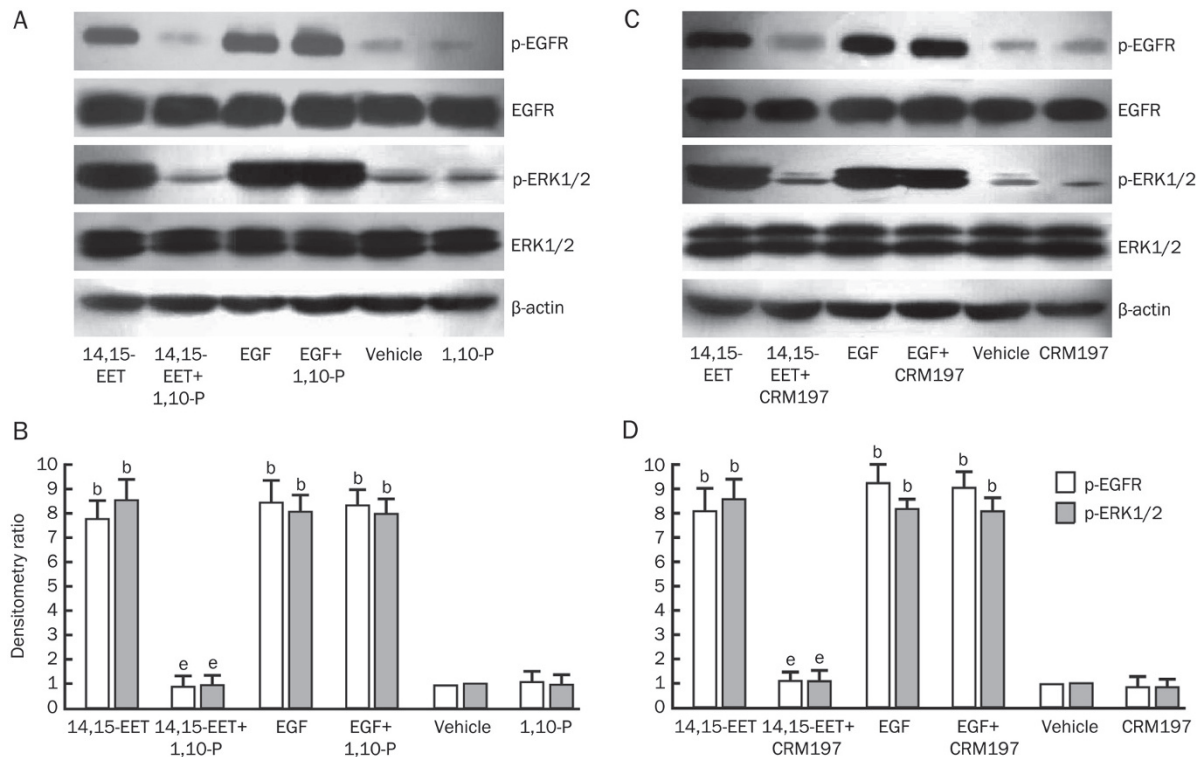 A
p-EGFR
EGFR
p-ERK1/2
ERK1/2
β-actin
14,15-
EET
14,15-
EET+
1,10-P
EGF
EGF+
1,10-P
Vehicle
1,10-P
C
p-EGFR
EGFR
p-ERK1/2
ERK1/2
β-actin
14,15-
EET
14,15-
EET+
CRM197
EGF
EGF+
CRM197
Vehicle
CRM197
B
Densitometry ratio
10
9
8
7
6
5
4
3
2
1
0
b
b
e
e
b
b
b
b
14,15-EET
14,15-EET+
1,10-P
EGF
EGF+
1,10-P
Vehicle
1,10-P
D
10
9
8
7
6
5
4
3
2
1
0
b
b
e
e
b
b
b
b
p-EGFR
p-ERK1/2
14,15-EET
14,15-EET+
CRM197
EGF
EGF+
CRM197
Vehicle
CRM197